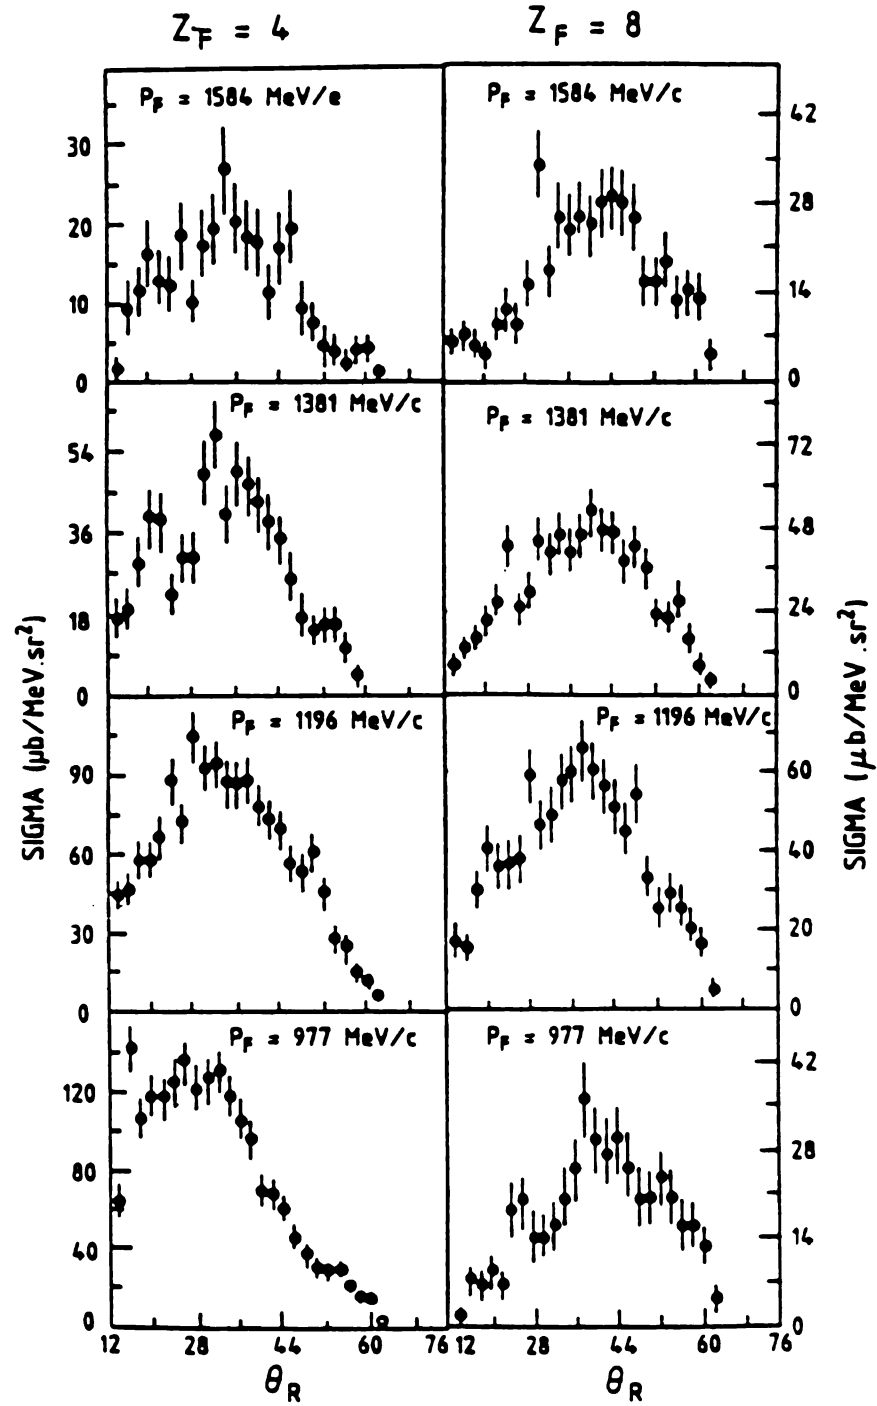 Z_F = 4
Z_F = 8
P_F = 1584 MeV/e
P_F = 1584 MeV/c
30
20
10
0
42
28
14
0
P_F = 1381 MeV/c
P_F = 1381 MeV/c
54
36
18
0
72
48
24
0
SIGMA (μb/MeV.sr²)
SIGMA (μb/MeV.sr²)
P_F = 1196 MeV/c
P_F = 1196 MeV/c
90
60
30
0
60
40
20
0
P_F = 977 MeV/c
P_F = 977 MeV/c
120
80
40
0
42
28
14
0
12 28 44 60 76 12 28 44 60 76
θ_R
θ_R